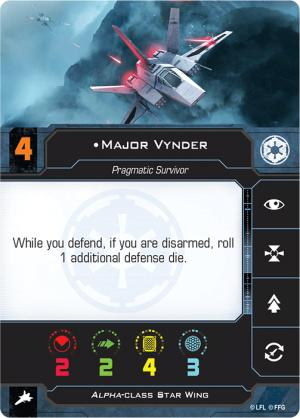 4
•Major Vynder
Pragmatic Survivor
While you defend, if you are disarmed, roll
1 additional defense die.
2 2 4 3
Alpha-class Star Wing
© LFL © FFG